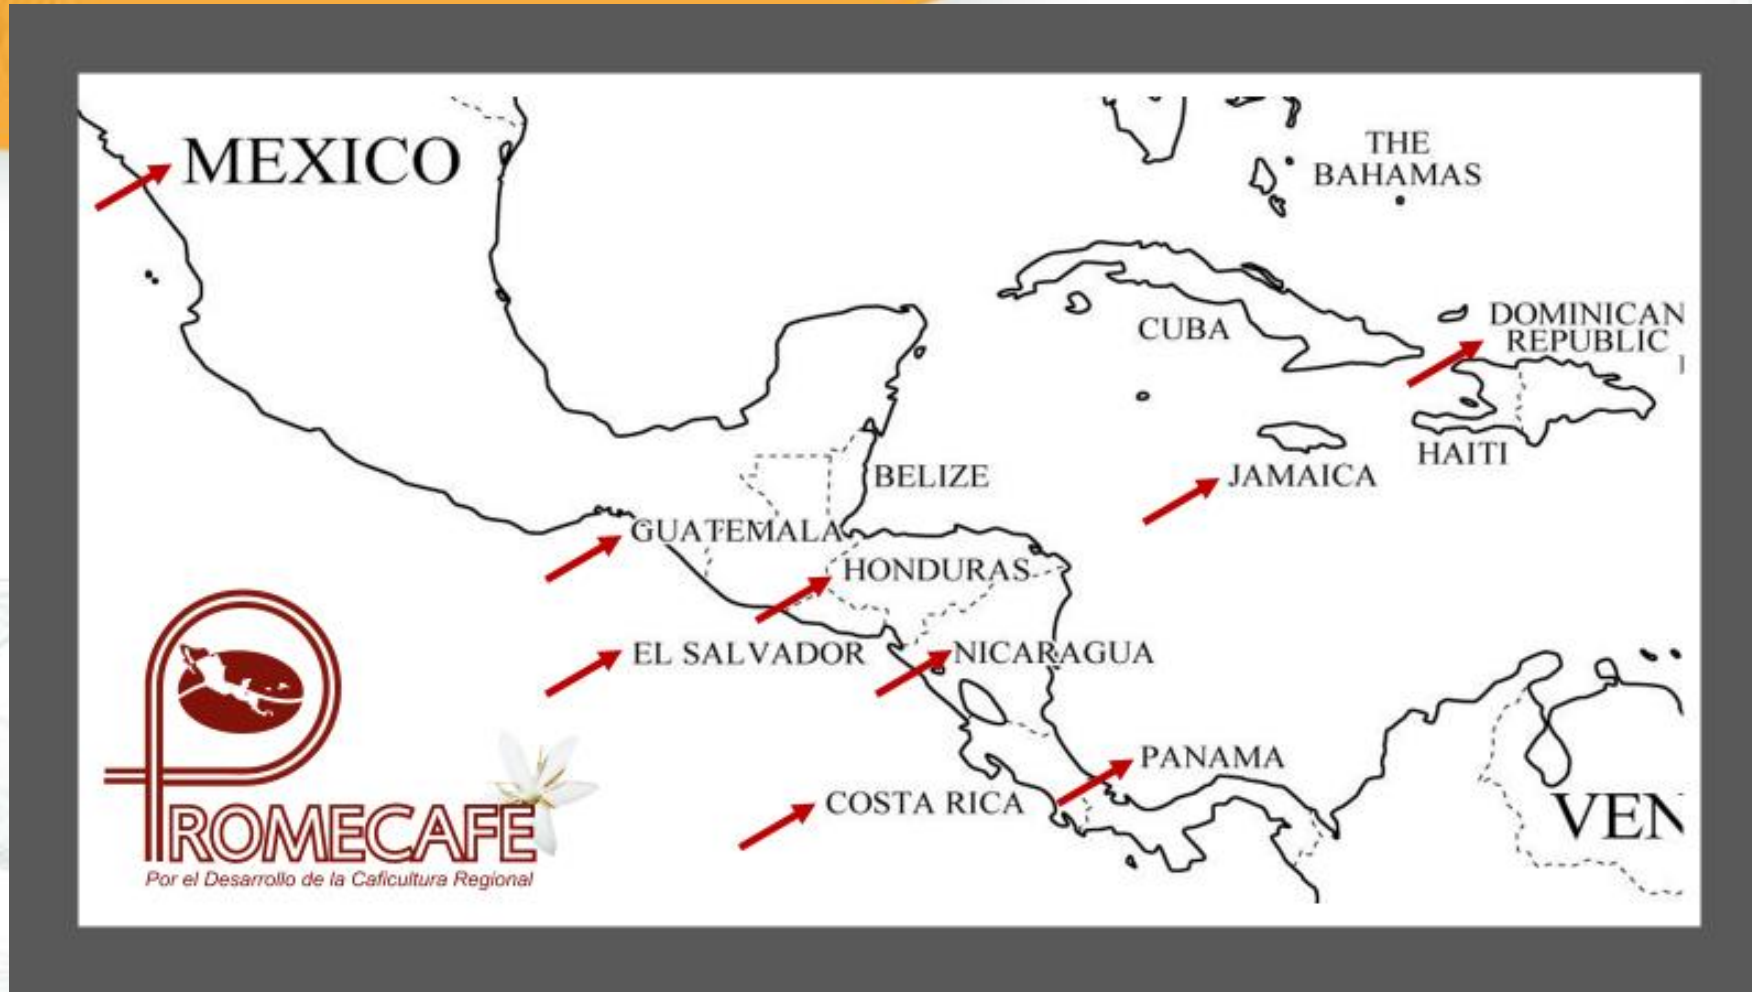 MEXICO
THE
BAHAMAS
CUBA
DOMINICAN
REPUBLIC
HAITI
JAMAICA
BELIZE
GUATEMALA
HONDURAS
EL SALVADOR
NICARAGUA
PANAMA
COSTA RICA
VEN
PROMECAFE
Por el Desarrollo de la Caficultura Regional